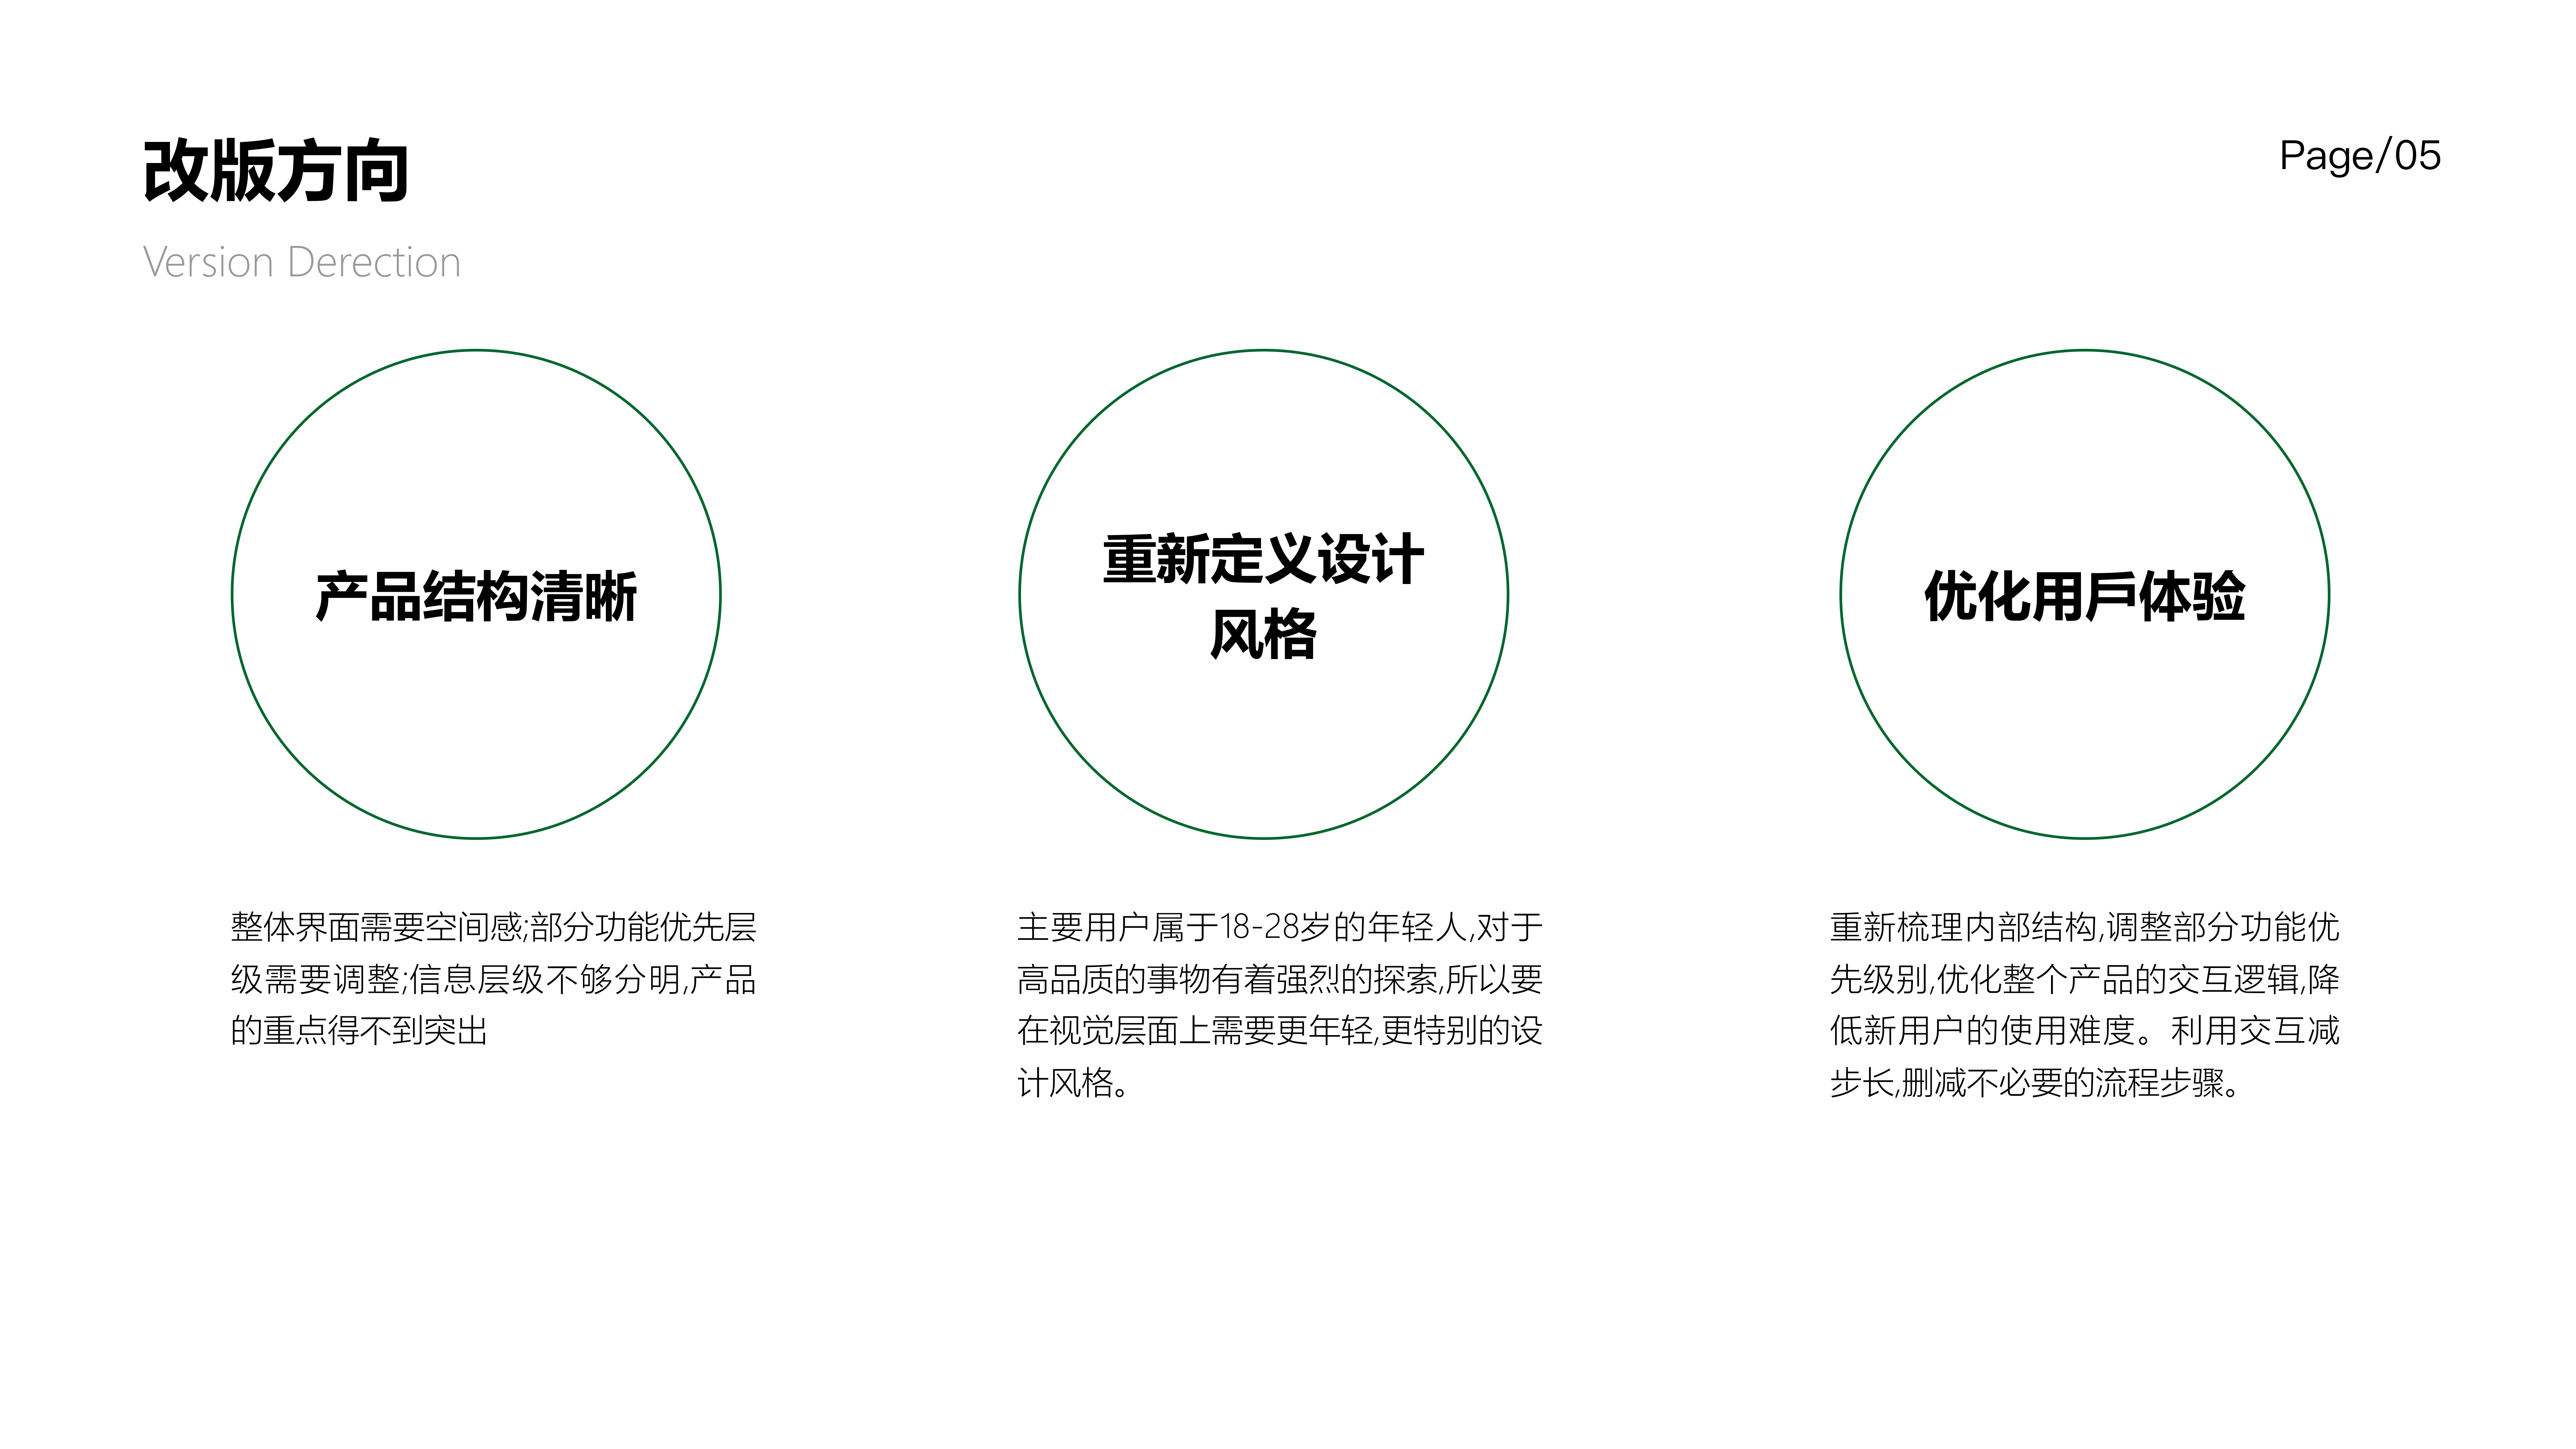 改版方向
Page/05
Version Derection
产品结构清晰
重新定义设计
风格
优化用戶体验
整体界面需要空间感;部分功能优先层
级需要调整;信息层级不够分明,产品
的重点得不到突出
主要用户属于18-28岁的年轻人,对于
高品质的事物有着强烈的探索,所以要
在视觉层面上需要更年轻,更特别的设
计风格。
重新梳理内部结构,调整部分功能优
先级别,优化整个产品的交互逻辑,降
低新用户的使用难度。利用交互减
步长,删减不必要的流程步骤。